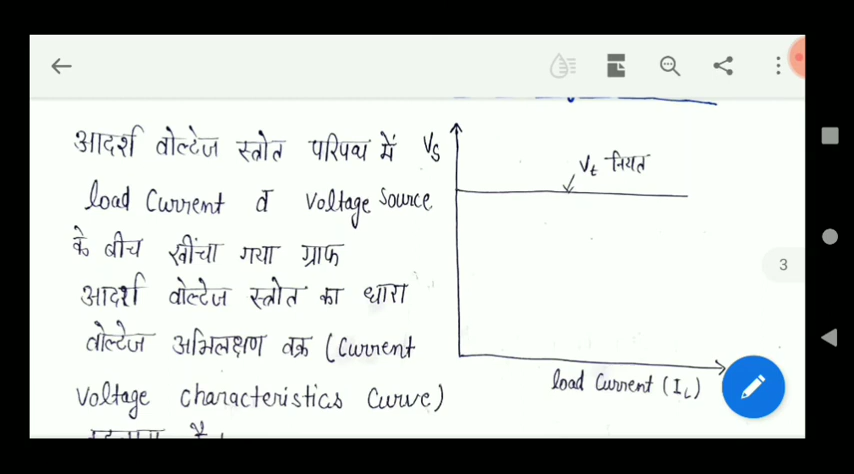 आदर्श वोल्टेज स्त्रोत परिपथ में
load Current व Voltage Source
के बीच खींचा गया ग्राफ
आदर्श वोल्टेज स्त्रोत का धारा
वोल्टेज अभिलक्षण वक्र (Current
Voltage characteristics Curve)
Vs
Vt नियत
load Current (IL)
3